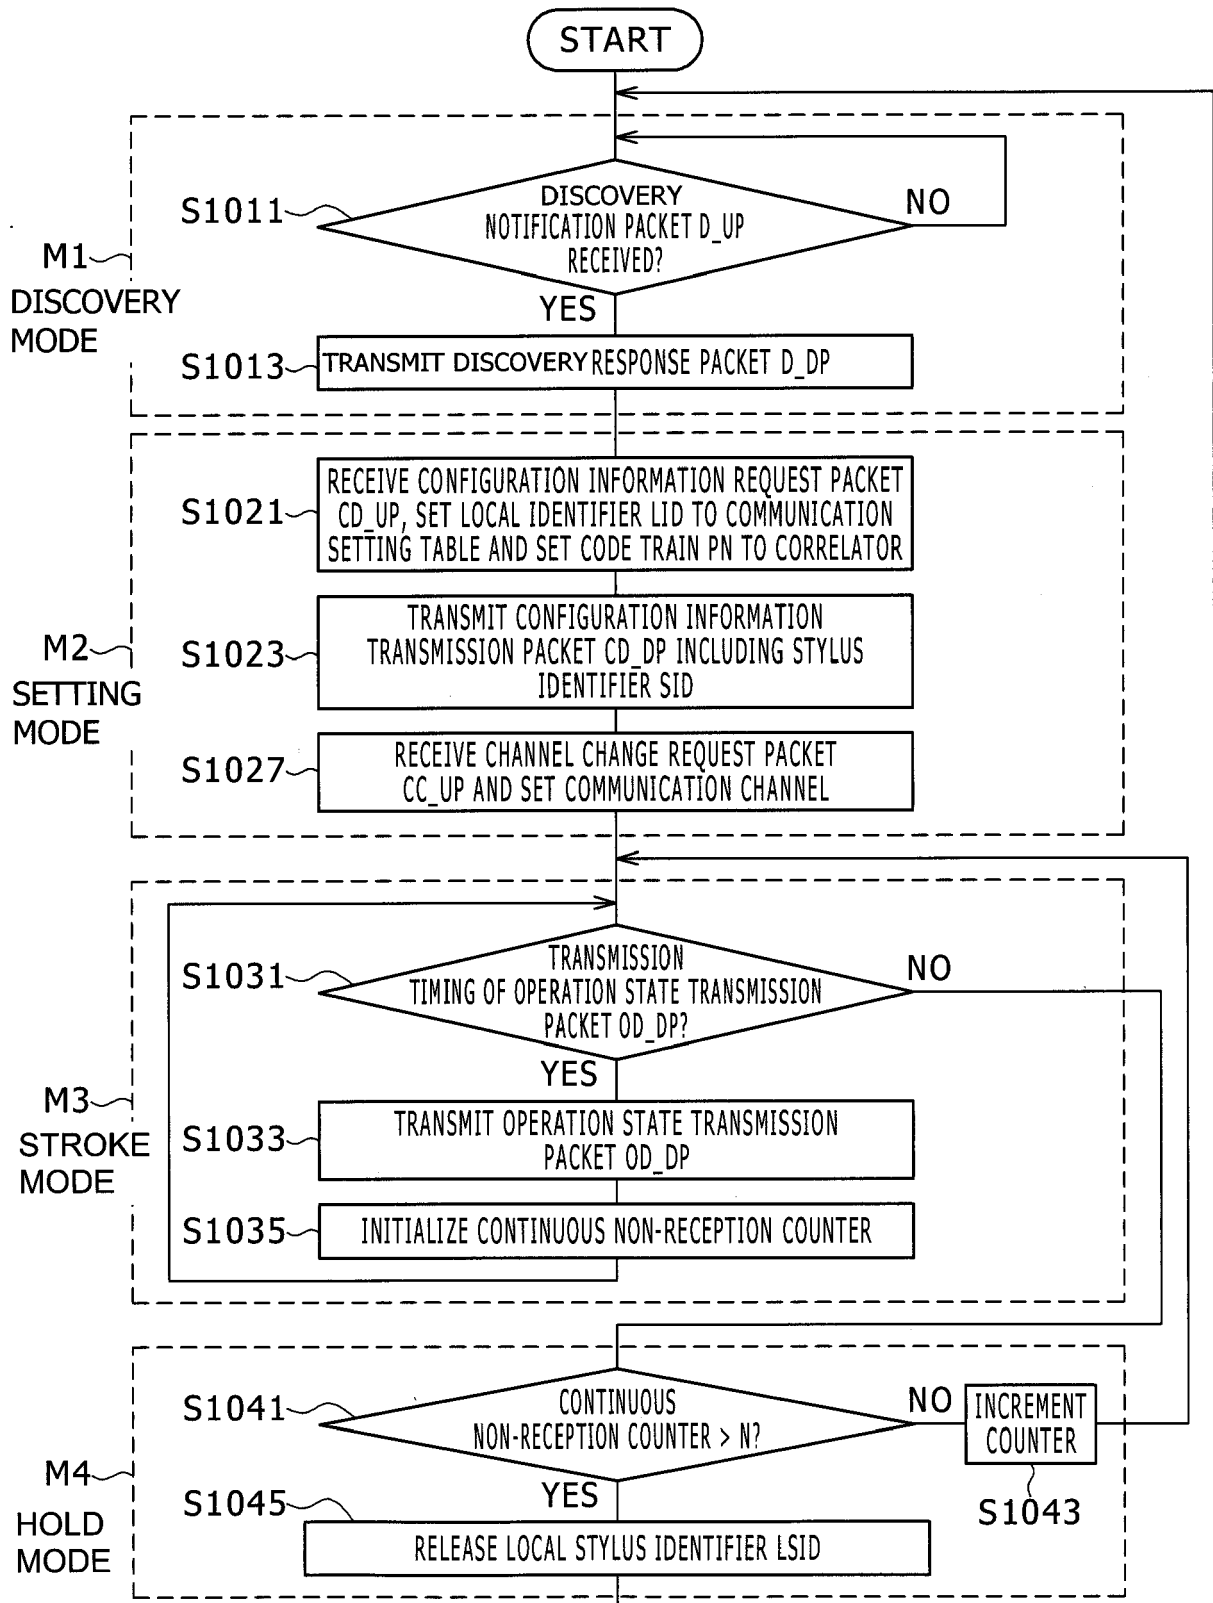 START
S1011
DISCOVERY
NOTIFICATION PACKET D_UP
RECEIVED?
NO
M1
DISCOVERY
MODE
YES
S1013
TRANSMIT DISCOVERY RESPONSE PACKET D_DP
S1021
RECEIVE CONFIGURATION INFORMATION REQUEST PACKET
CD_UP, SET LOCAL IDENTIFIER LID TO COMMUNICATION
SETTING TABLE AND SET CODE TRAIN PN TO CORRELATOR
M2
SETTING
MODE
S1023
TRANSMIT CONFIGURATION INFORMATION
TRANSMISSION PACKET CD_DP INCLUDING STYLUS
IDENTIFIER SID
S1027
RECEIVE CHANNEL CHANGE REQUEST PACKET
CC_UP AND SET COMMUNICATION CHANNEL
S1031
TRANSMISSION
TIMING OF OPERATION STATE TRANSMISSION
PACKET OD_DP?
NO
YES
M3
STROKE
MODE
S1033
TRANSMIT OPERATION STATE TRANSMISSION
PACKET OD_DP
S1035
INITIALIZE CONTINUOUS NON-RECEPTION COUNTER
S1041
CONTINUOUS
NON-RECEPTION COUNTER > N?
NO
INCREMENT
COUNTER
S1043
M4
HOLD
MODE
YES
S1045
RELEASE LOCAL STYLUS IDENTIFIER LSID